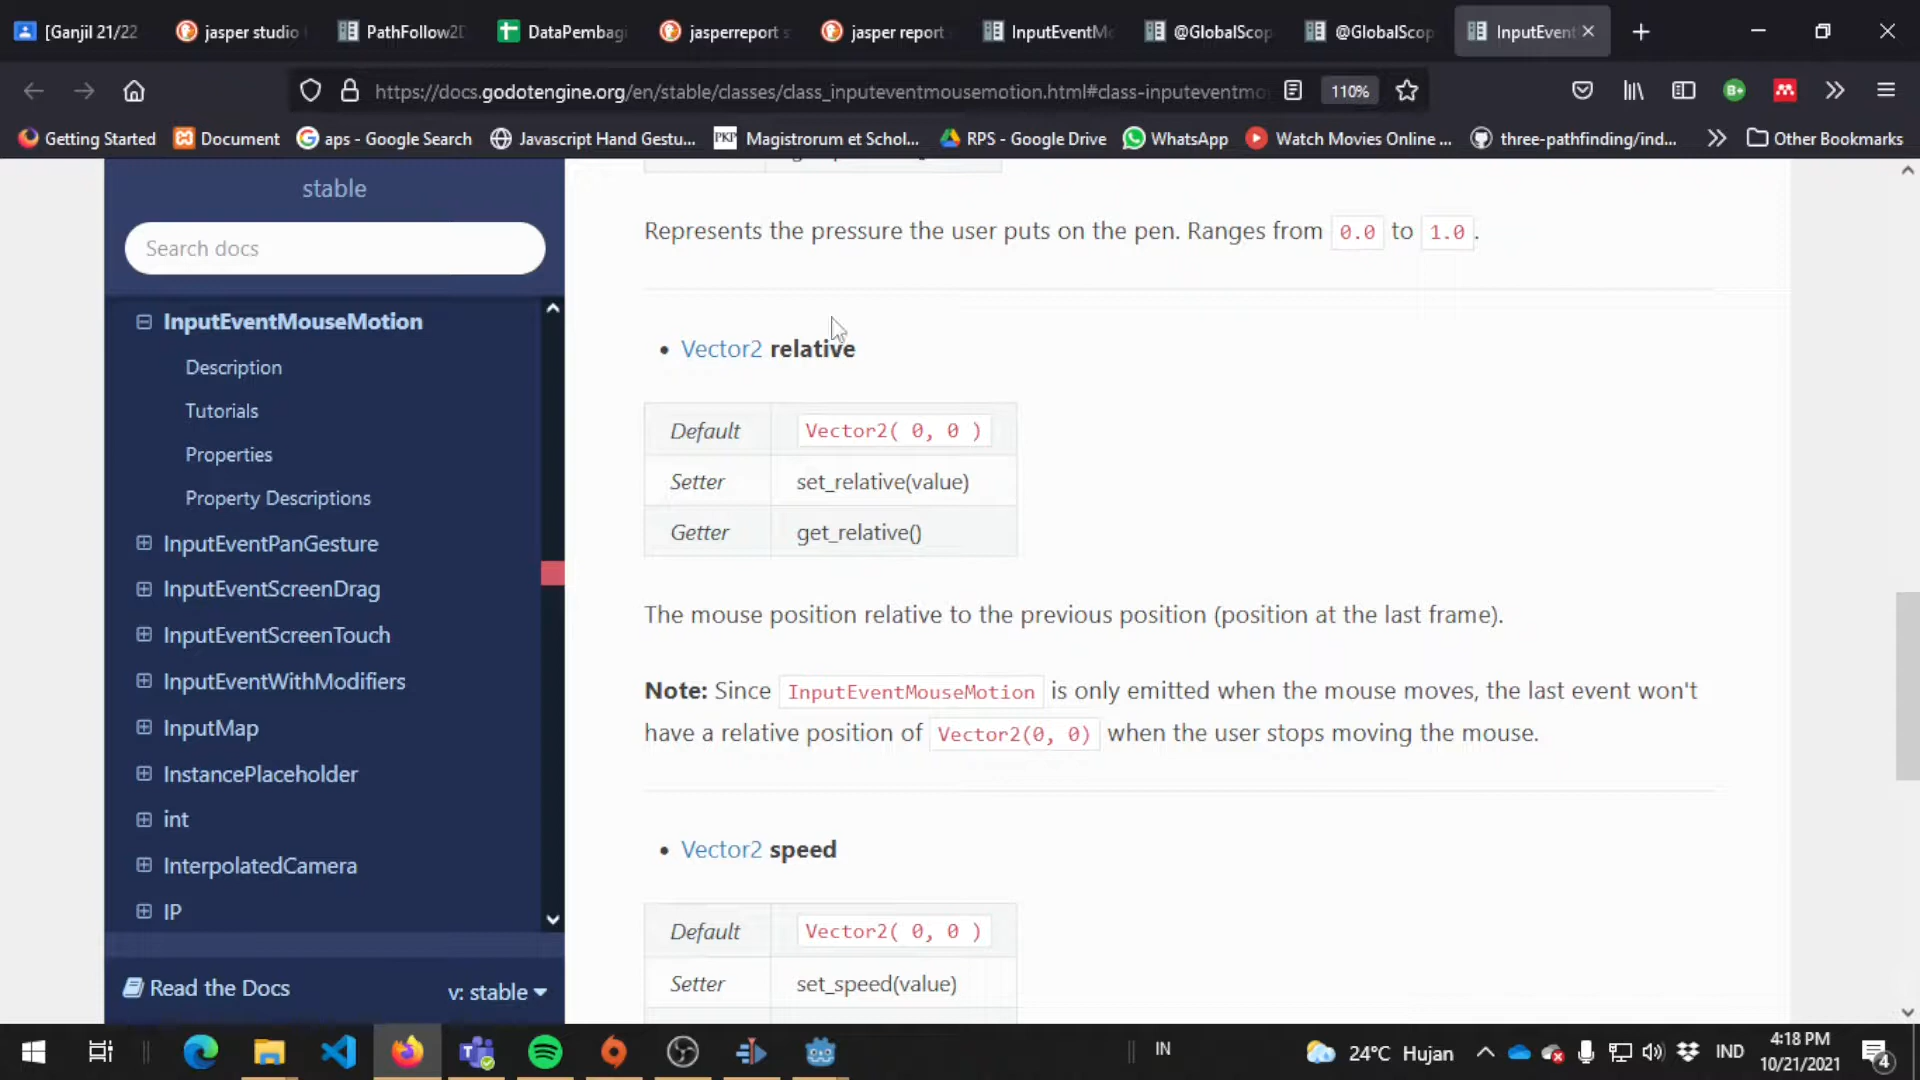 [Ganjil 21/22
jasper studio
PathFollow2D
DataPembagi
jasperreport s
jasper report
InputEventMo
@GlobalScop
@GlobalScop
InputEvent
https://docs.godotengine.org/en/stable/classes/class_inputeventmousemotion.html#class-inputeventmo
110%
Getting Started
Document
aps - Google Search
Javascript Hand Gestu...
PKP
Magistrorum et Schol...
RPS - Google Drive
WhatsApp
Watch Movies Online ...
three-pathfinding/ind...
Other Bookmarks
stable
Search docs
InputEventMouseMotion
Description
Tutorials
Properties
Property Descriptions
InputEventPanGesture
InputEventScreenDrag
InputEventScreenTouch
InputEventWithModifiers
InputMap
InstancePlaceholder
int
InterpolatedCamera
IP
Read the Docs
v: stable
Represents the pressure the user puts on the pen. Ranges from 0.0 to 1.0.
Vector2 relative
Default Vector2( 0, 0 )
Setter set_relative(value)
Getter get_relative()
The mouse position relative to the previous position (position at the last frame).
Note: Since InputEventMouseMotion is only emitted when the mouse moves, the last event won't
have a relative position of Vector2(0, 0) when the user stops moving the mouse.
Vector2 speed
Default Vector2( 0, 0 )
Setter set_speed(value)
IN
24°C Hujan
IND
4:18 PM
10/21/2021
4